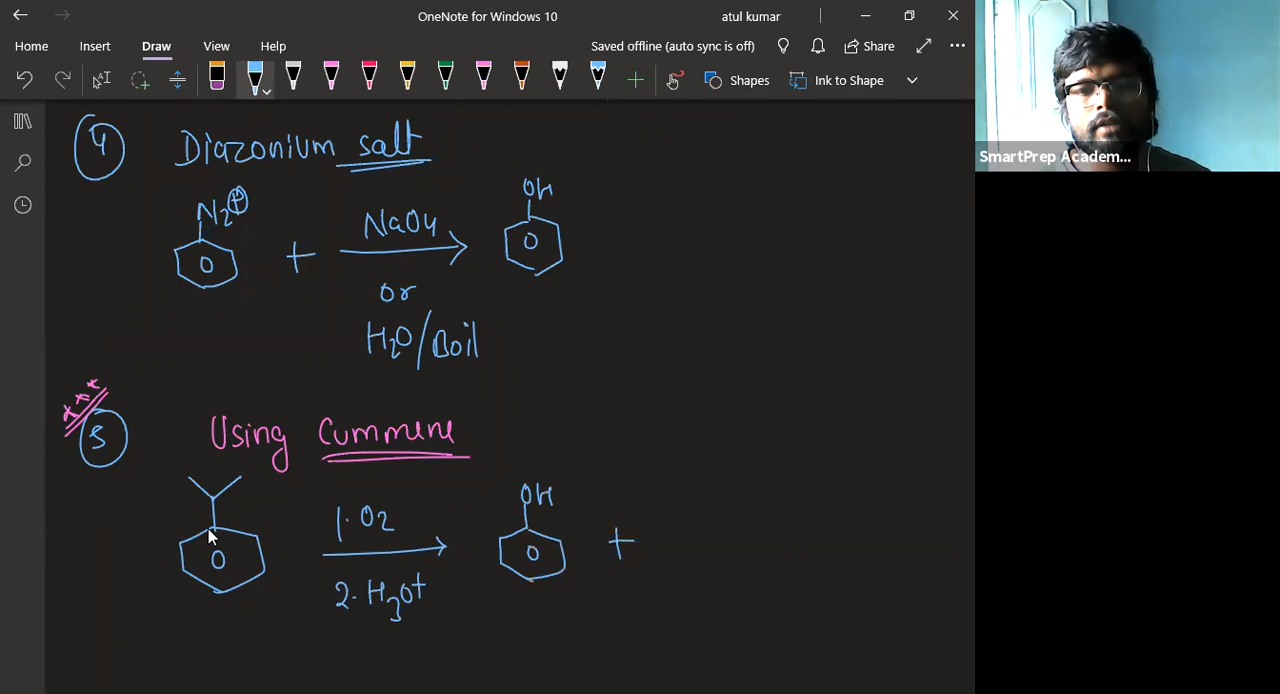 OneNote for Windows 10
atul kumar
Home Insert Draw View Help
Saved offline (auto sync is off)
Share
Shapes
Ink to Shape
SmartPrep Academ...
4 Diazonium salt
N2+
+ NaOH
OH
or
H2O/Boil
xxx
5 Using Cummene
1. O2
OH
+
2. H3O+